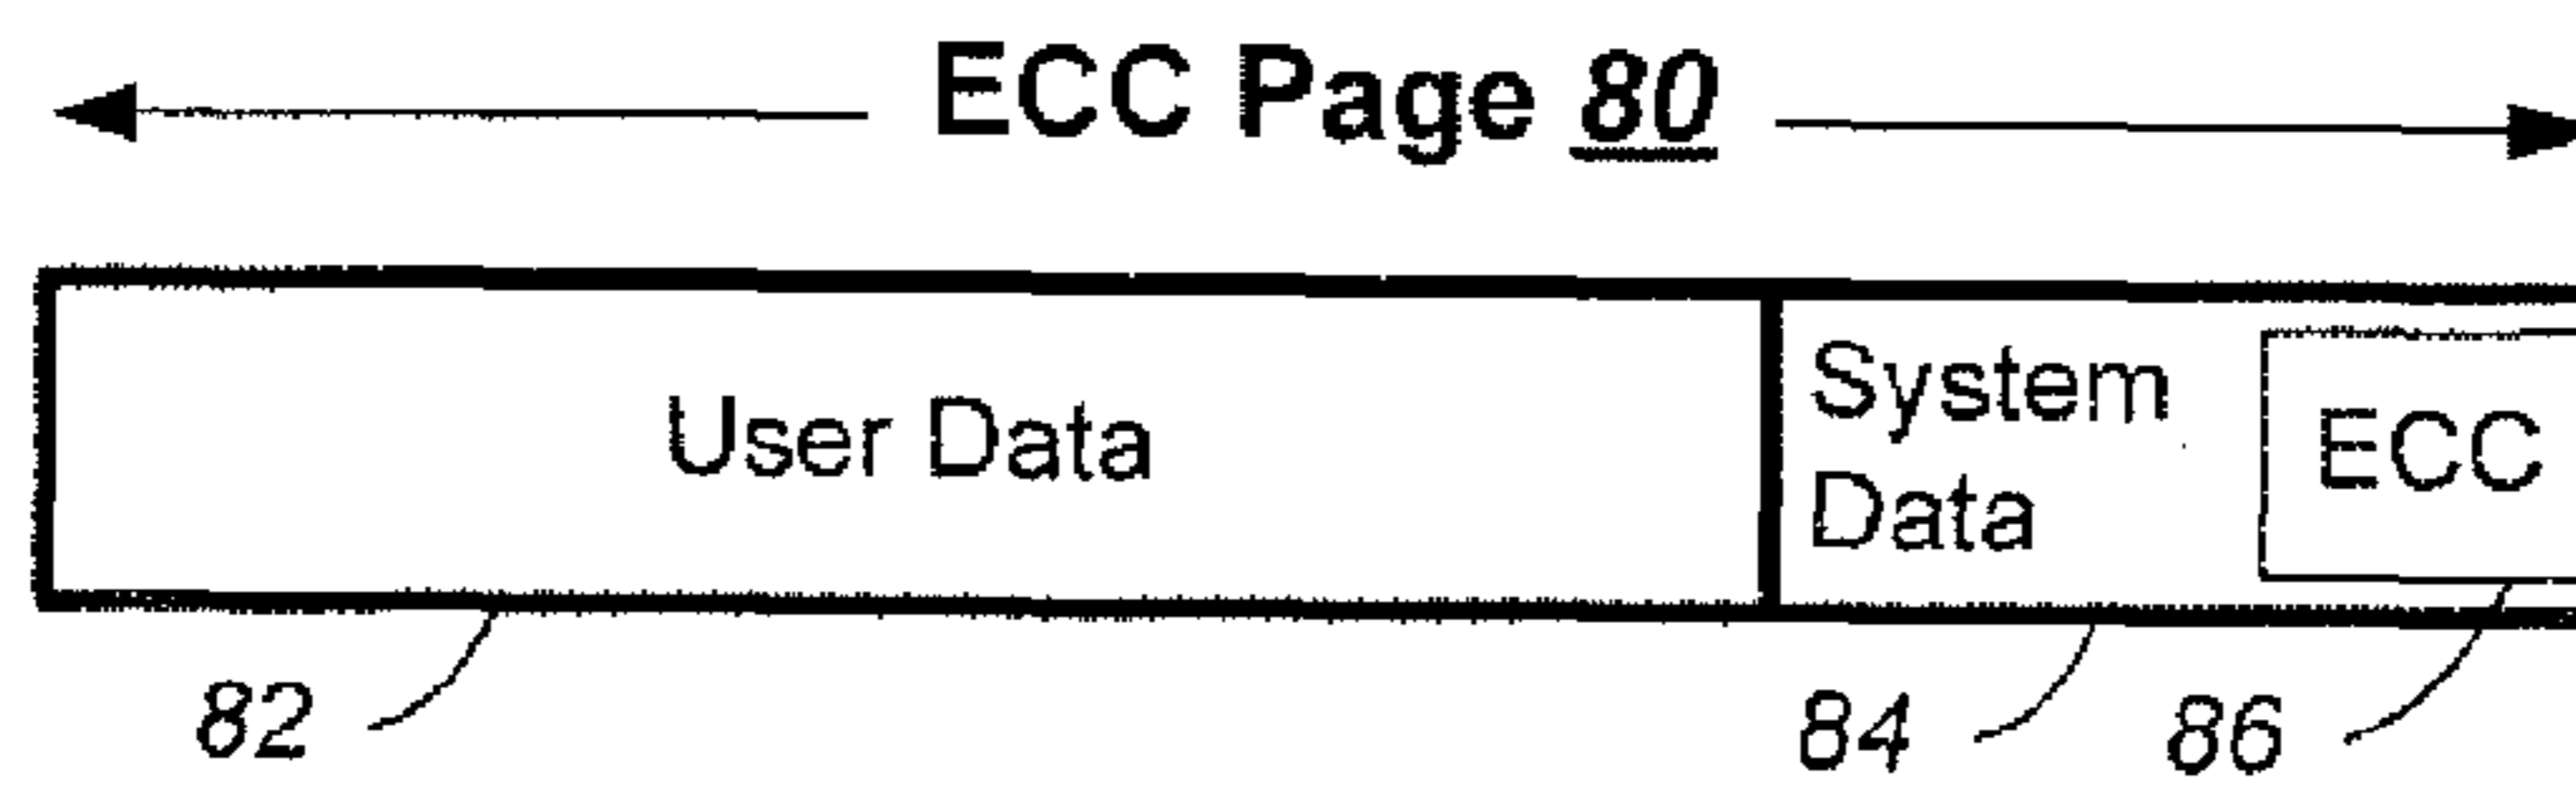 ECC Page 80
User Data
System
Data
ECC
82
84
86